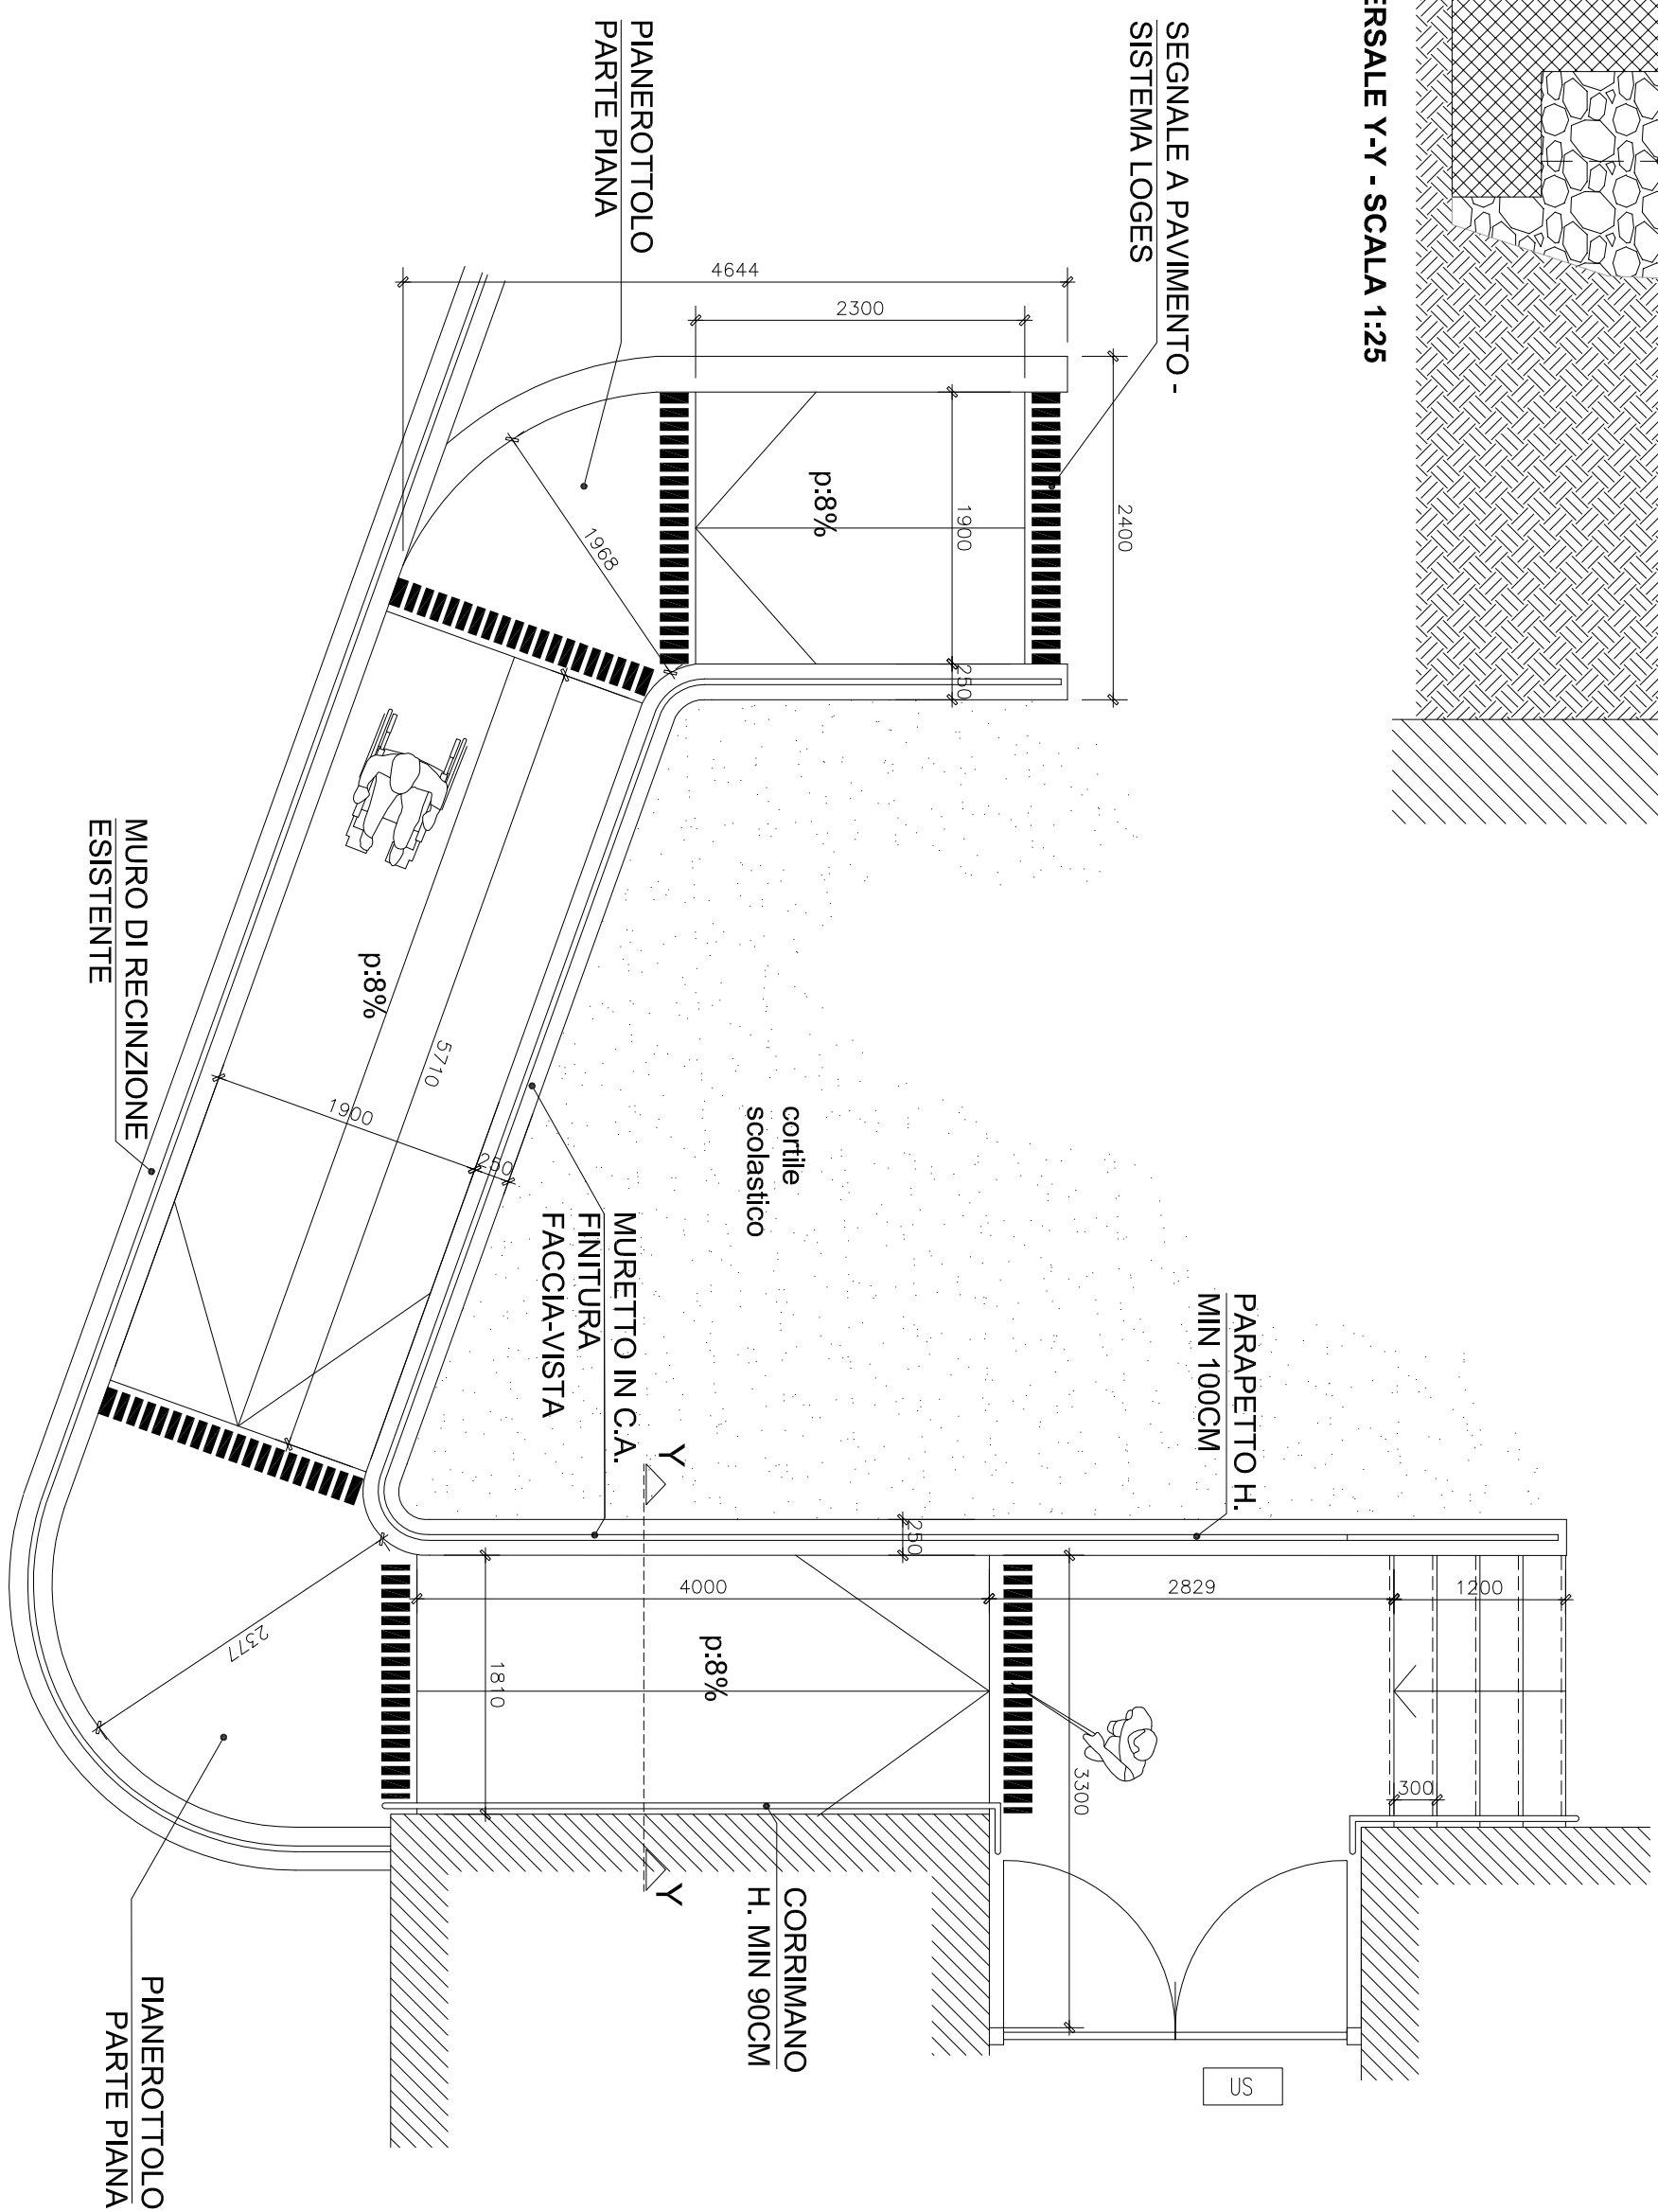 ERSALE Y-Y - SCALA 1:25
SEGNALE A PAVIMENTO -
SISTEMA LOGES
PIANEROTTOLO
PARTE PIANA
4644
2300
2400
1900
p:8%
250
1968
p:8%
5710
1900
250
MURO DI RECINZIONE
ESISTENTE
cortile
scolastico
MURETTO IN C.A.
FINITURA
FACCIA-VISTA
PARAPETTO H.
MIN 100CM
Y
250
4000
2829
1200
p:8%
1810
3300
300
2377
Y
CORRIMANO
H. MIN 90CM
PIANEROTTOLO
PARTE PIANA
US